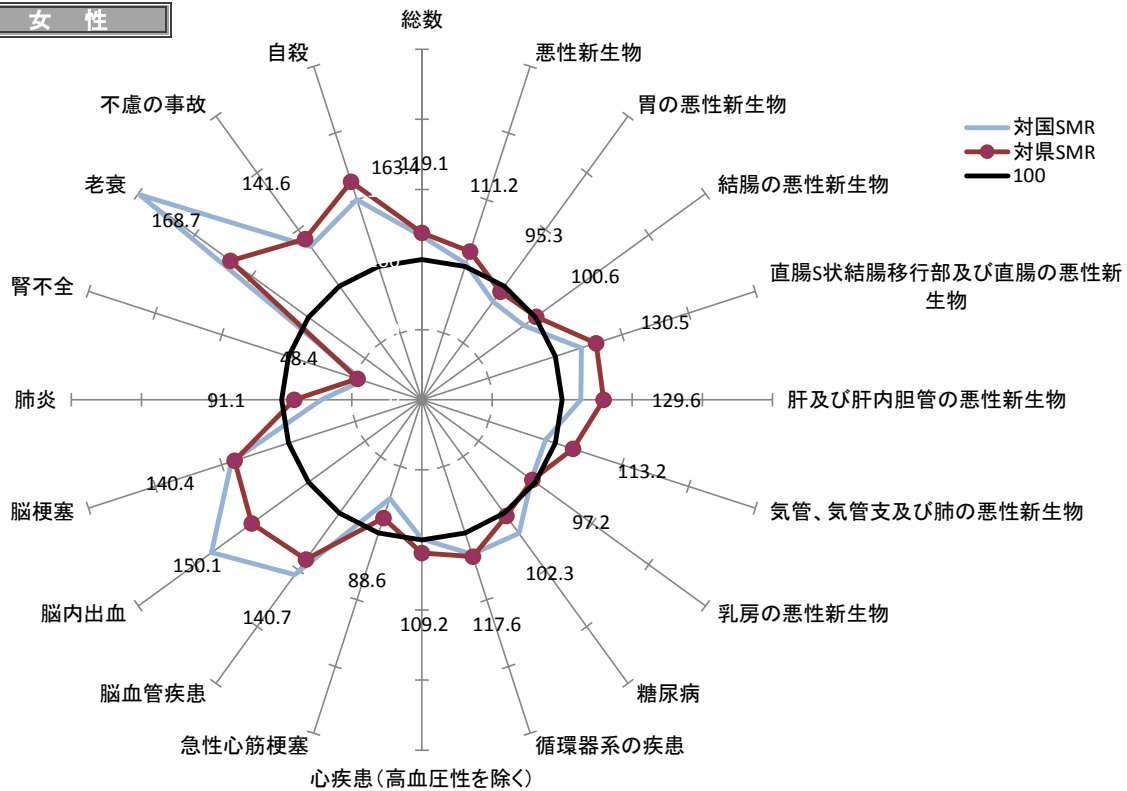 女 性
総数
悪性新生物
胃の悪性新生物
結腸の悪性新生物
直腸S状結腸移行部及び直腸の悪性新
生物
肝及び肝内胆管の悪性新生物
気管、気管支及び肺の悪性新生物
乳房の悪性新生物
糖尿病
循環器系の疾患
心疾患（高血圧性を除く）
急性心筋梗塞
脳血管疾患
脳内出血
脳梗塞
肺炎
腎不全
老衰
不慮の事故
自殺
119.1
111.2
95.3
100.6
130.5
129.6
113.2
97.2
102.3
117.6
109.2
88.6
140.7
150.1
140.4
91.1
48.4
168.7
141.6
163.4
対国SMR
対県SMR
100